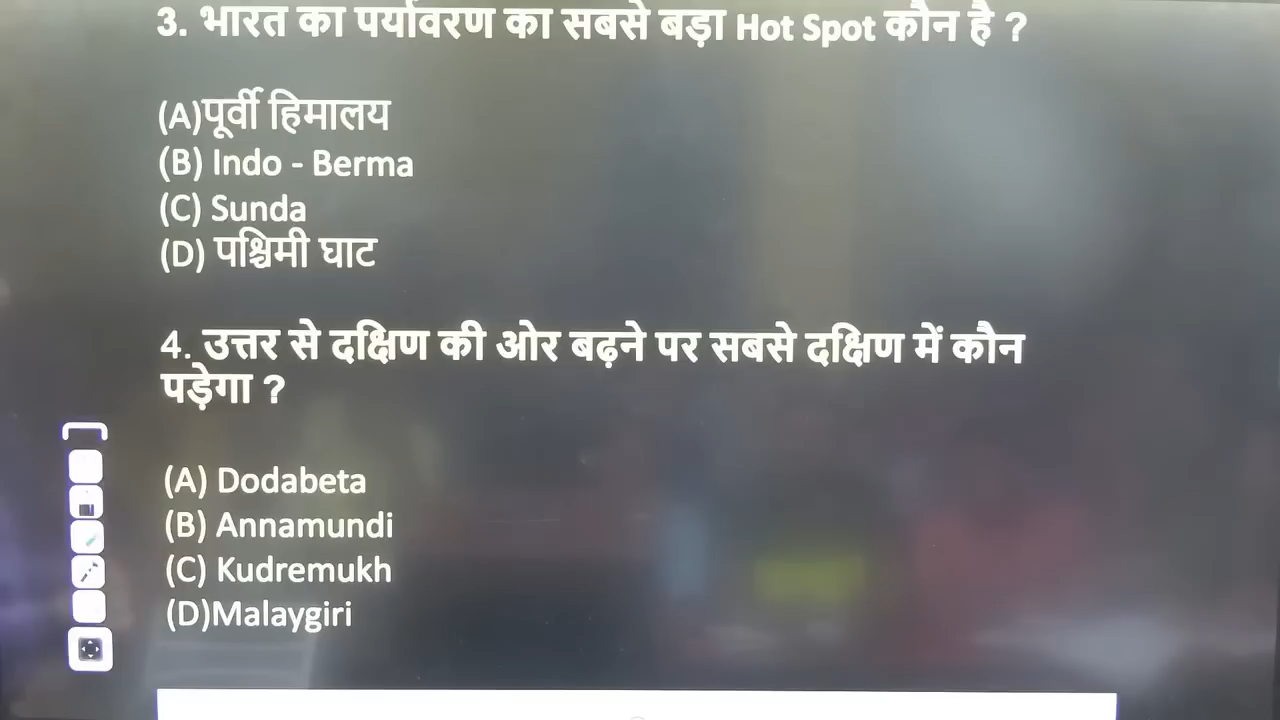 3. भारत का पर्यावरण का सबसे बड़ा Hot Spot कौन है ?
(A)पूर्वी हिमालय
(B) Indo - Berma
(C) Sunda
(D) पश्चिमी घाट
4. उत्तर से दक्षिण की ओर बढ़ने पर सबसे दक्षिण में कौन
पड़ेगा ?
(A) Dodabeta
(B) Annamundi
(C) Kudremukh
(D)Malaygiri